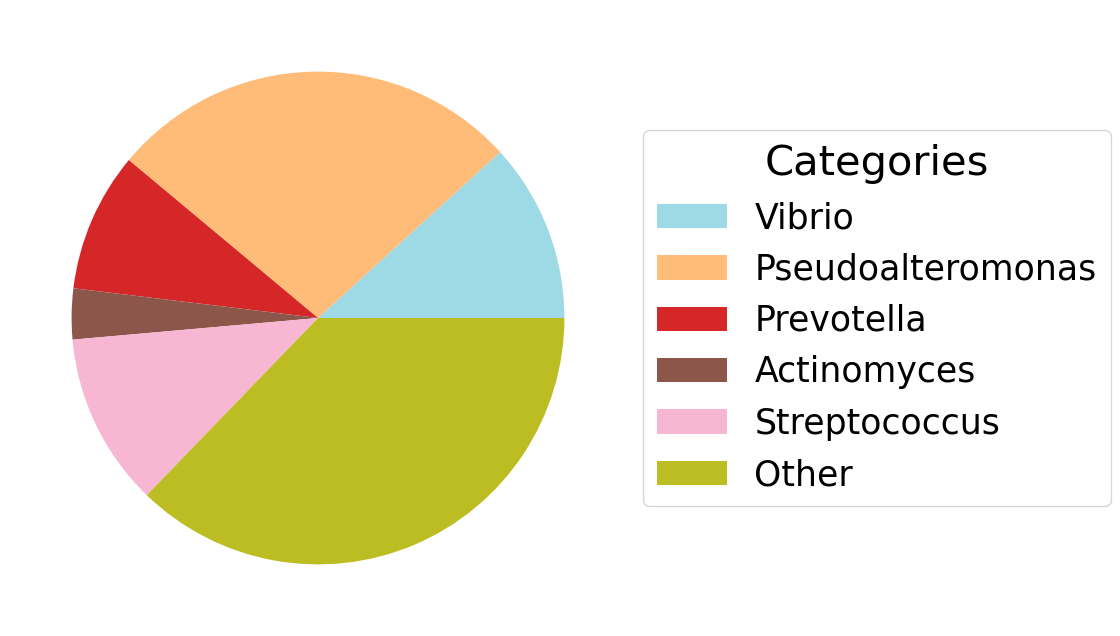 Categories
Vibrio
Pseudoalteromonas
Prevotella
Actinomyces
Streptococcus
Other